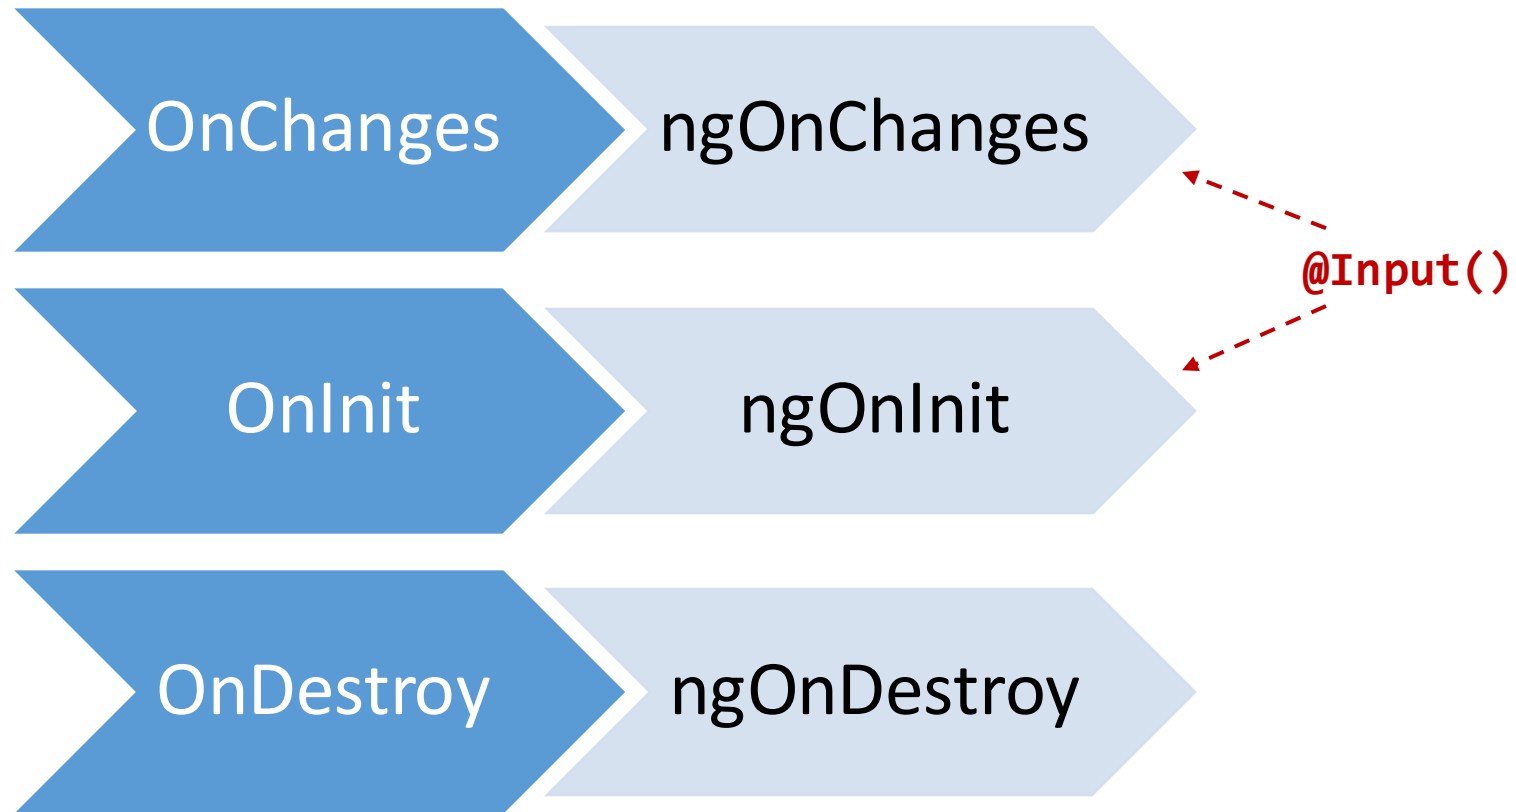 OnChanges
ngOnChanges
@Input()
OnInit
ngOnInit
OnDestroy
ngOnDestroy